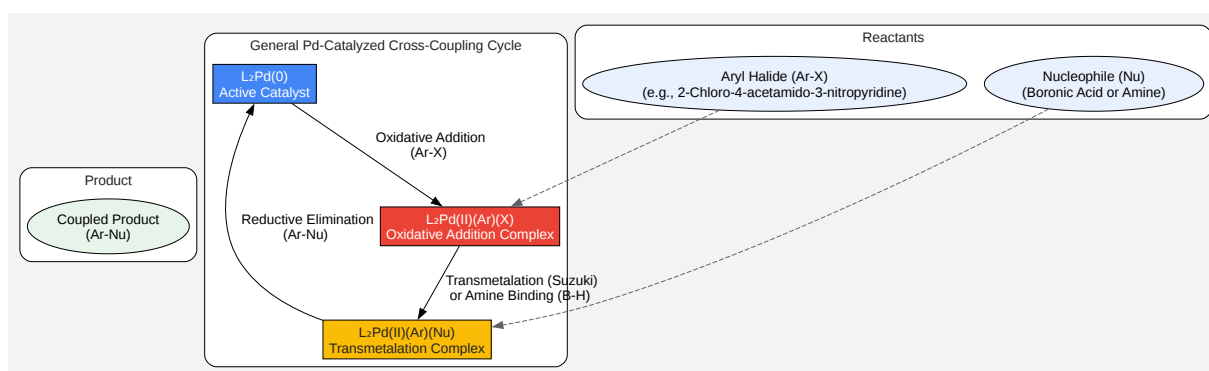 General Pd-Catalyzed Cross-Coupling Cycle
L₂Pd(0)
Active Catalyst
Oxidative Addition
(Ar-X)
Reductive Elimination
(Ar-Nu)
L₂Pd(II)(Ar)(X)
Oxidative Addition Complex
Transmetalation (Suzuki)
or Amine Binding (B-H)
L₂Pd(II)(Ar)(Nu)
Transmetalation Complex
Reactants
Aryl Halide (Ar-X)
(e.g., 2-Chloro-4-acetamido-3-nitropyridine)
Nucleophile (Nu)
(Boronic Acid or Amine)
Product
Coupled Product
(Ar-Nu)